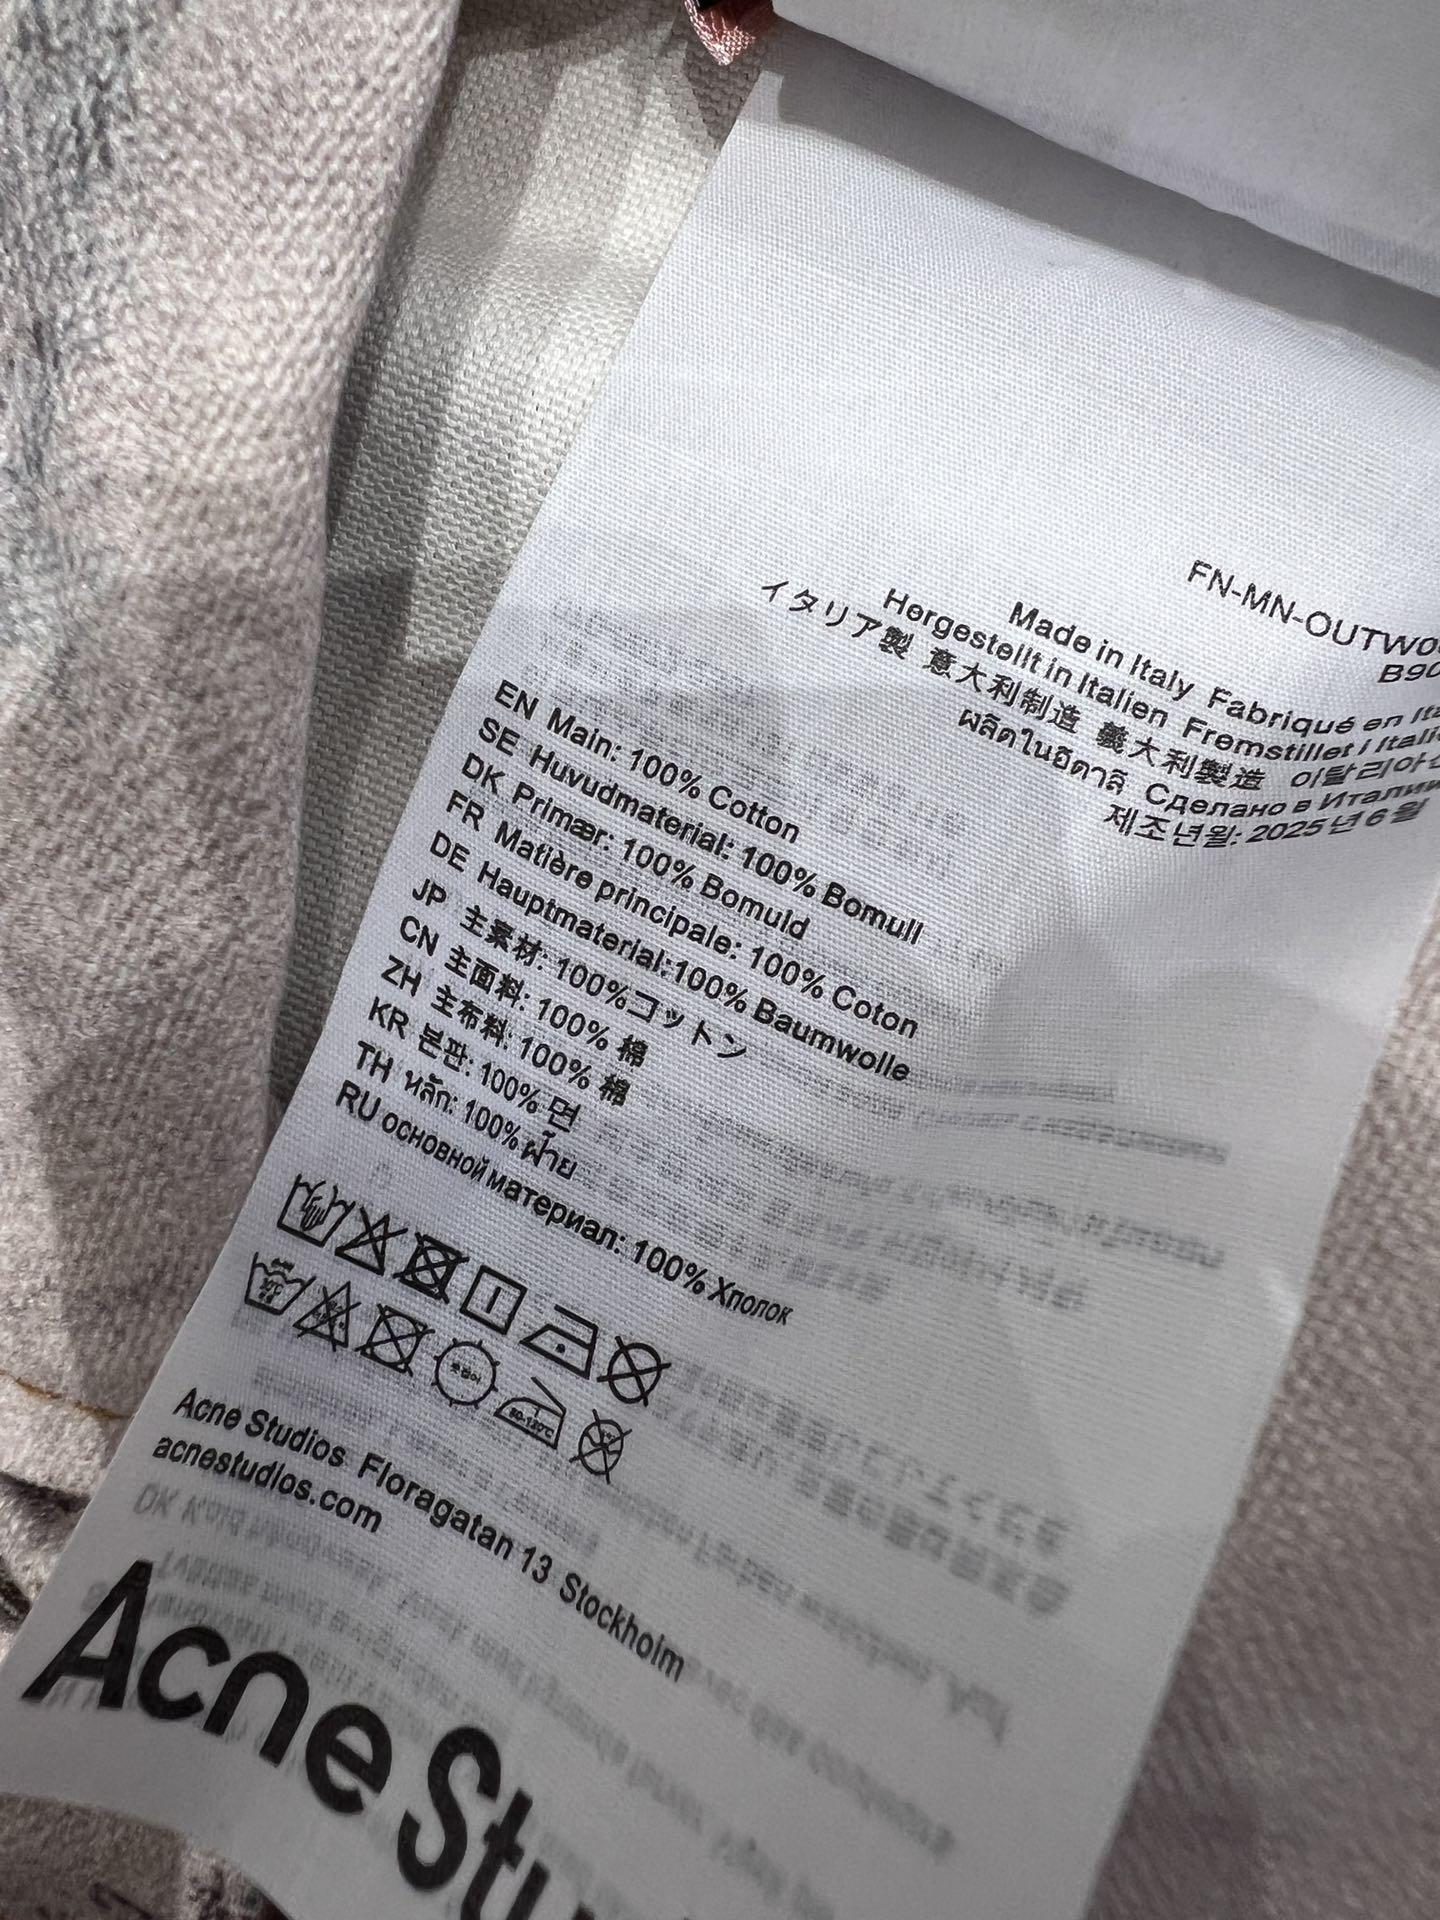 FN-MN-OUTW
B90
Made in Italy Fabriqué en
Hergestellt in Italien Fremstillet i
イタリア製 意大利制造 義大利製造 이탈리아
ผลิตในอิตาลี Сделано в Италии
제조년월: 2025년 6월
EN Main: 100% Cotton
SE Huvudmaterial: 100% Bomull
DK Primær: 100% Bomuld
FR Matière principale: 100% Coton
DE Hauptmaterial:100% Baumwolle
JP 主素材: 100%コットン
CN 主面料: 100% 棉
ZH 主布料: 100% 棉
KR 본판: 100% 면
TH หลัก: 100% ฝ้าย
RU основной материал: 100% Хлопок
Acne Studios Floragatan 13 Stockholm
acnestudios.com
Acne Stu